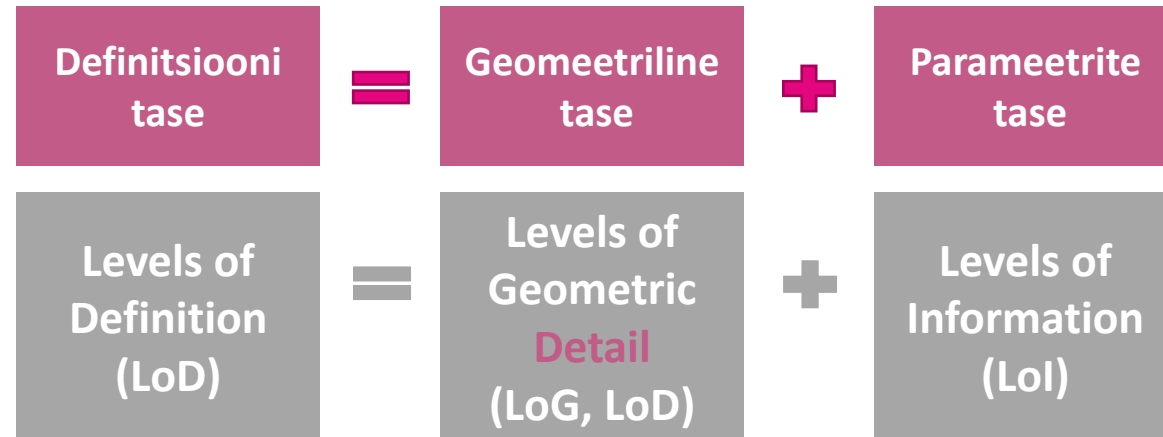 Definitsiooni
tase
Geomeetriline
tase
Parameetrite
tase
Levels of
Definition
(LoD)
Levels of
Geometric
Detail
(LoG, LoD)
Levels of
Information
(LoI)